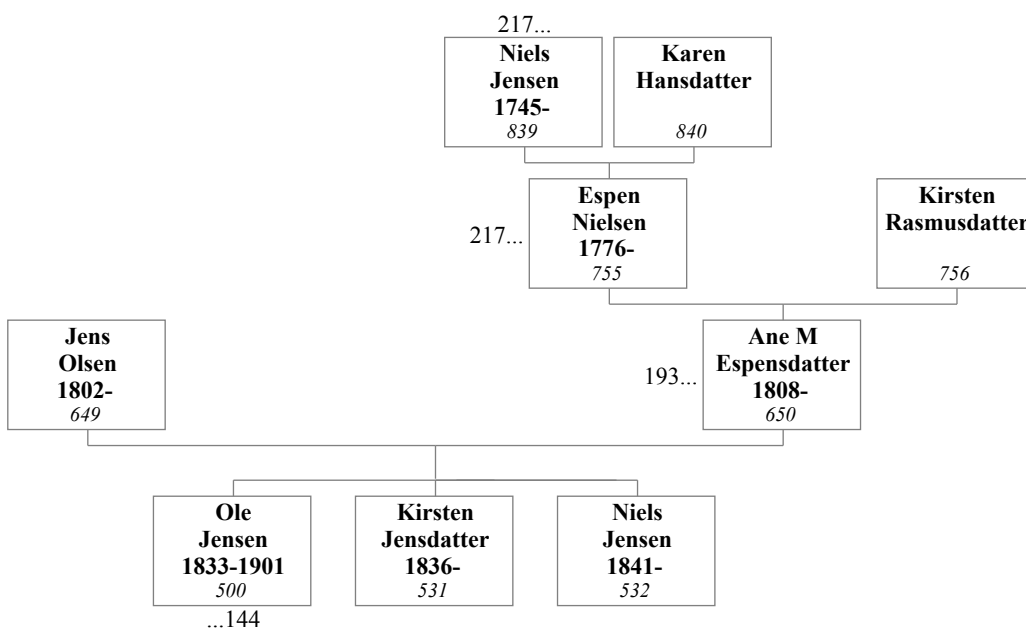 217...
Niels
Jensen
1745-
839
Karen
Hansdatter
840
217...
Espen
Nielsen
1776-
755
Kirsten
Rasmusdatter
756
Jens
Olsen
1802-
649
193...
Ane M
Espensdatter
1808-
650
Ole
Jensen
1833-1901
500
...144
Kirsten
Jensdatter
1836-
531
Niels
Jensen
1841-
532